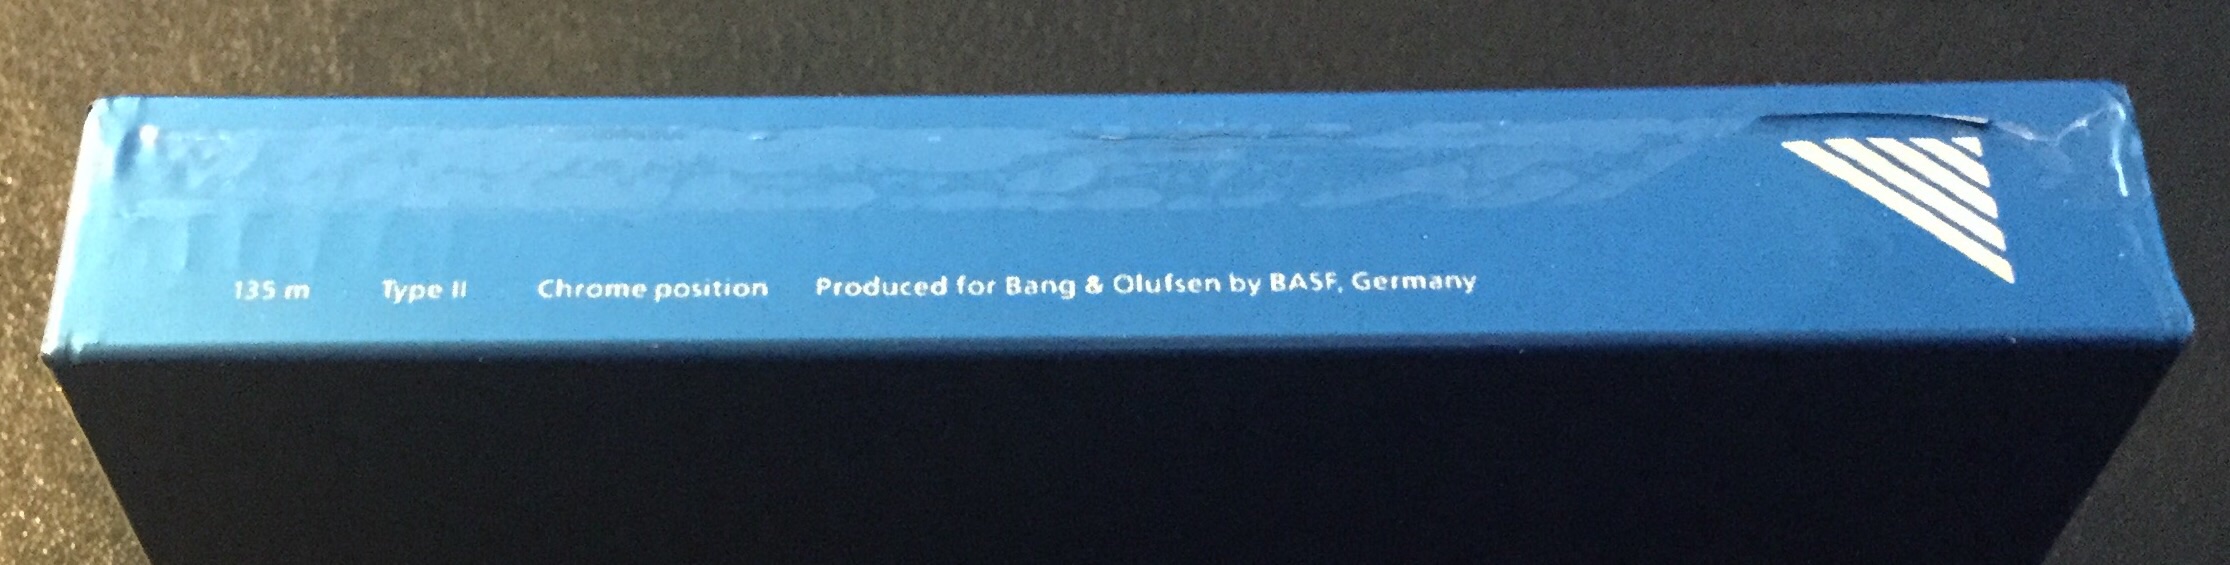 135 m Type II Chrome position Produced for Bang & Olufsen by BASF, Germany